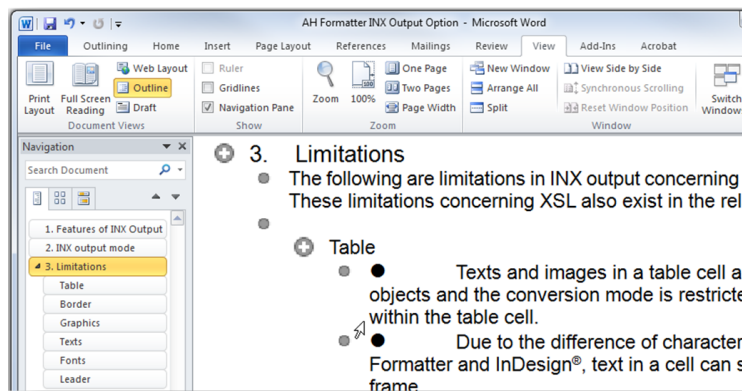 AH Formatter INX Output Option - Microsoft Word
File Outlining Home Insert Page Layout References Mailings Review View Add-Ins Acrobat
Print Layout
Full Screen Reading
Web Layout
Outline
Draft
Document Views
Ruler
Gridlines
Navigation Pane
Show
Zoom
100%
One Page
Two Pages
Page Width
Zoom
New Window
Arrange All
Split
View Side by Side
Synchronous Scrolling
Reset Window Position
Switch
Window
Navigation
Search Document
1. Features of INX Output
2. INX output mode
3. Limitations
Table
Border
Graphics
Texts
Fonts
Leader
3. Limitations
The following are limitations in INX output concerning
These limitations concerning XSL also exist in the rel
Table
● Texts and images in a table cell a
objects and the conversion mode is restricte
within the table cell.
● Due to the difference of character
Formatter and InDesign®, text in a cell can s
frame.